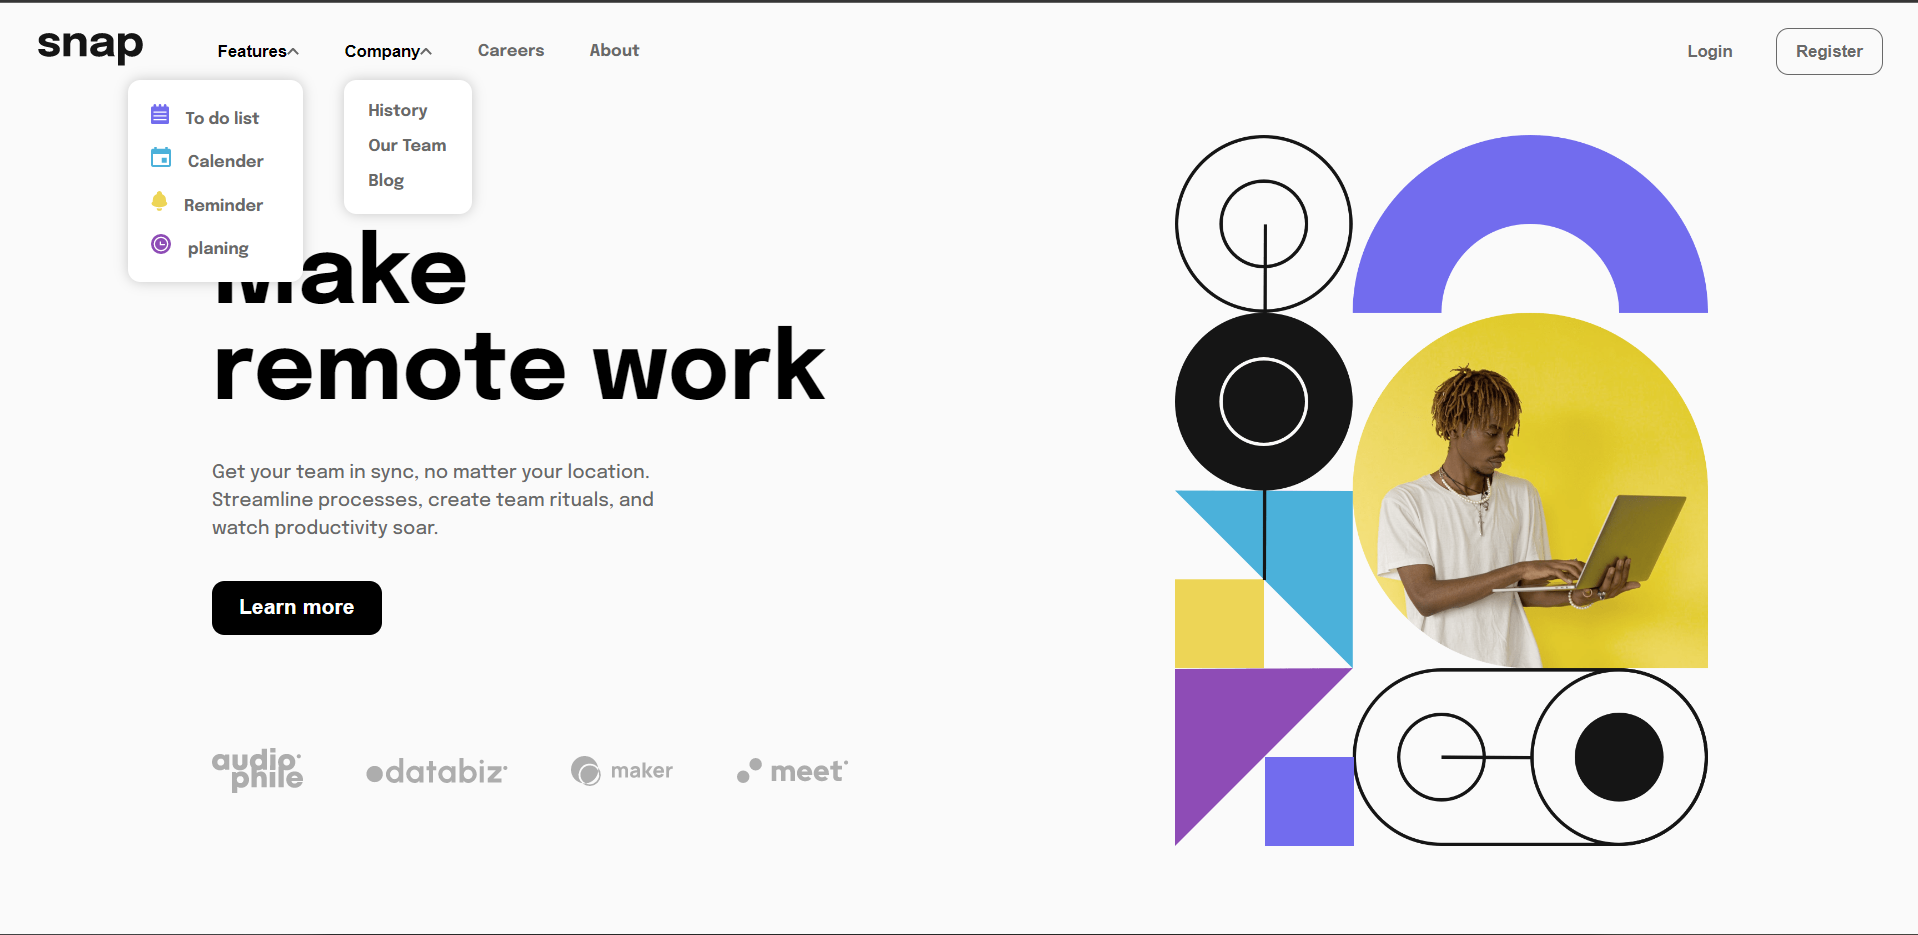 snap
Features
Company
Careers
About
Login
Register
To do list
Calender
Reminder
planing
History
Our Team
Blog
Make
remote work
Get your team in sync, no matter your location.
Streamline processes, create team rituals, and
watch productivity soar.
Learn more
audiophile
databiz
maker
meet